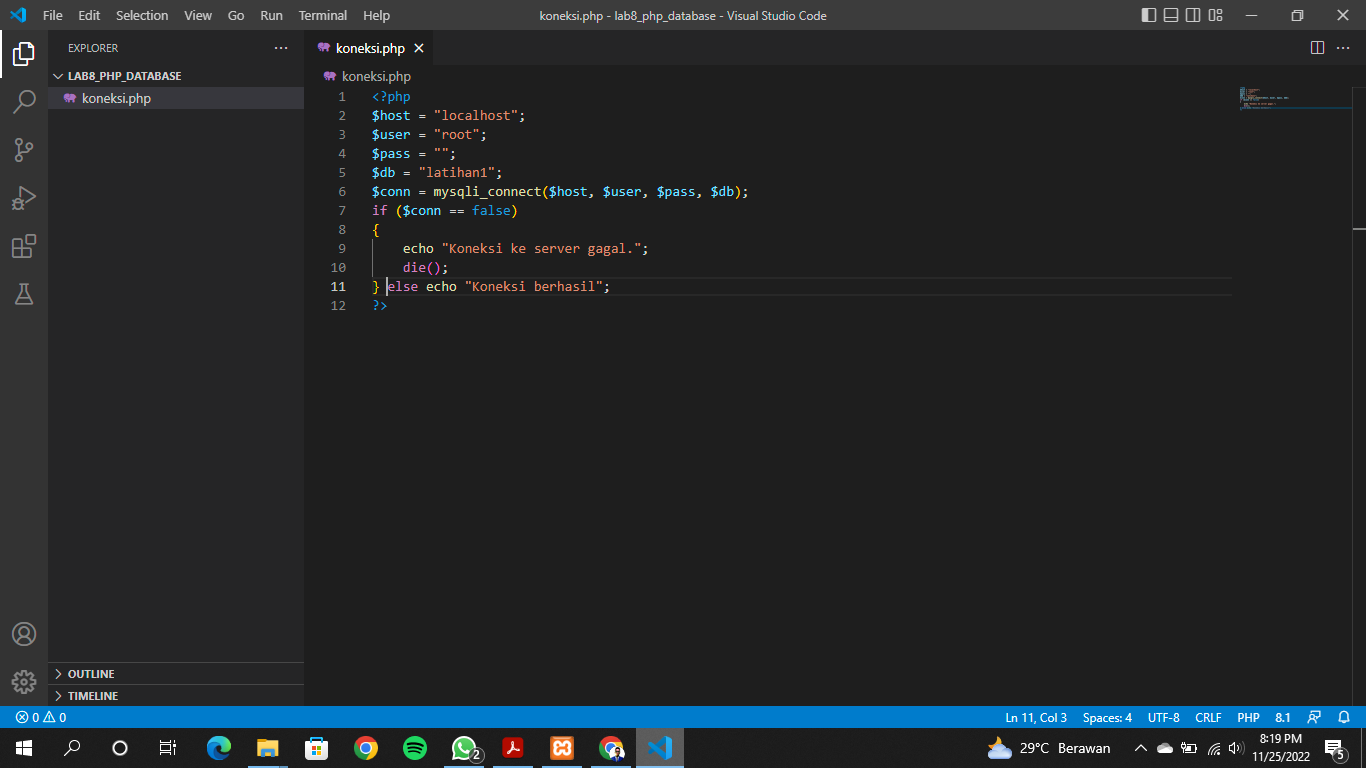 File Edit Selection View Go Run Terminal Help
koneksi.php - lab8_php_database - Visual Studio Code
EXPLORER
LAB8_PHP_DATABASE
koneksi.php
OUTLINE
TIMELINE
koneksi.php
koneksi.php
1 <?php
2 $host = "localhost";
3 $user = "root";
4 $pass = "";
5 $db = "latihan1";
6 $conn = mysqli_connect($host, $user, $pass, $db);
7 if ($conn == false)
8 {
9 echo "Koneksi ke server gagal.";
10 die();
11 } else echo "Koneksi berhasil";
12 ?>
0 0
Ln 11, Col 3 Spaces: 4 UTF-8 CRLF PHP 8.1
2
29°C Berawan
8:19 PM
11/25/2022
5